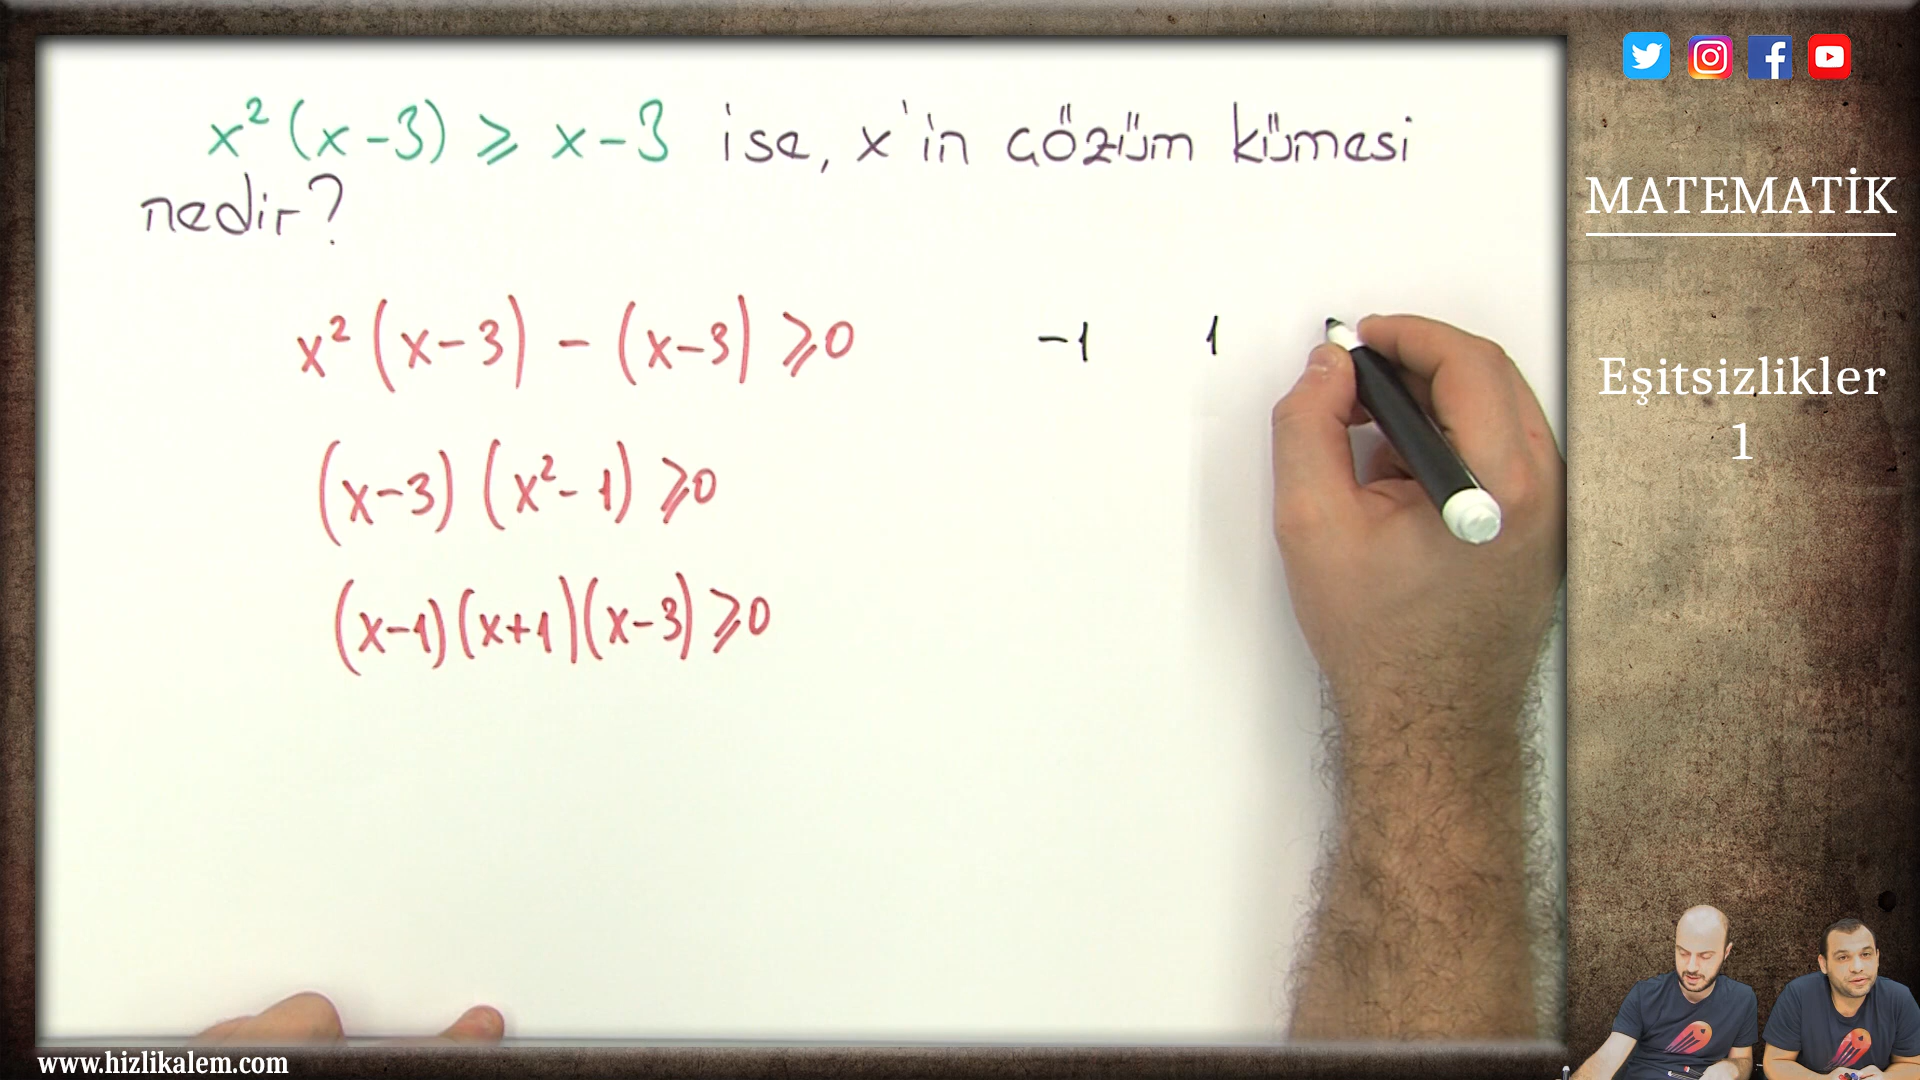 x² (x-3) ⩾ x-3 ise, x'in çözüm kümesi
nedir?
x² (x-3) - (x-3) ⩾0
(x-3) (x²-1) ⩾0
(x-1)(x+1)(x-3) ⩾0
-1 1
MATEMATİK
Eşitsizlikler
1
www.hizlikalem.com